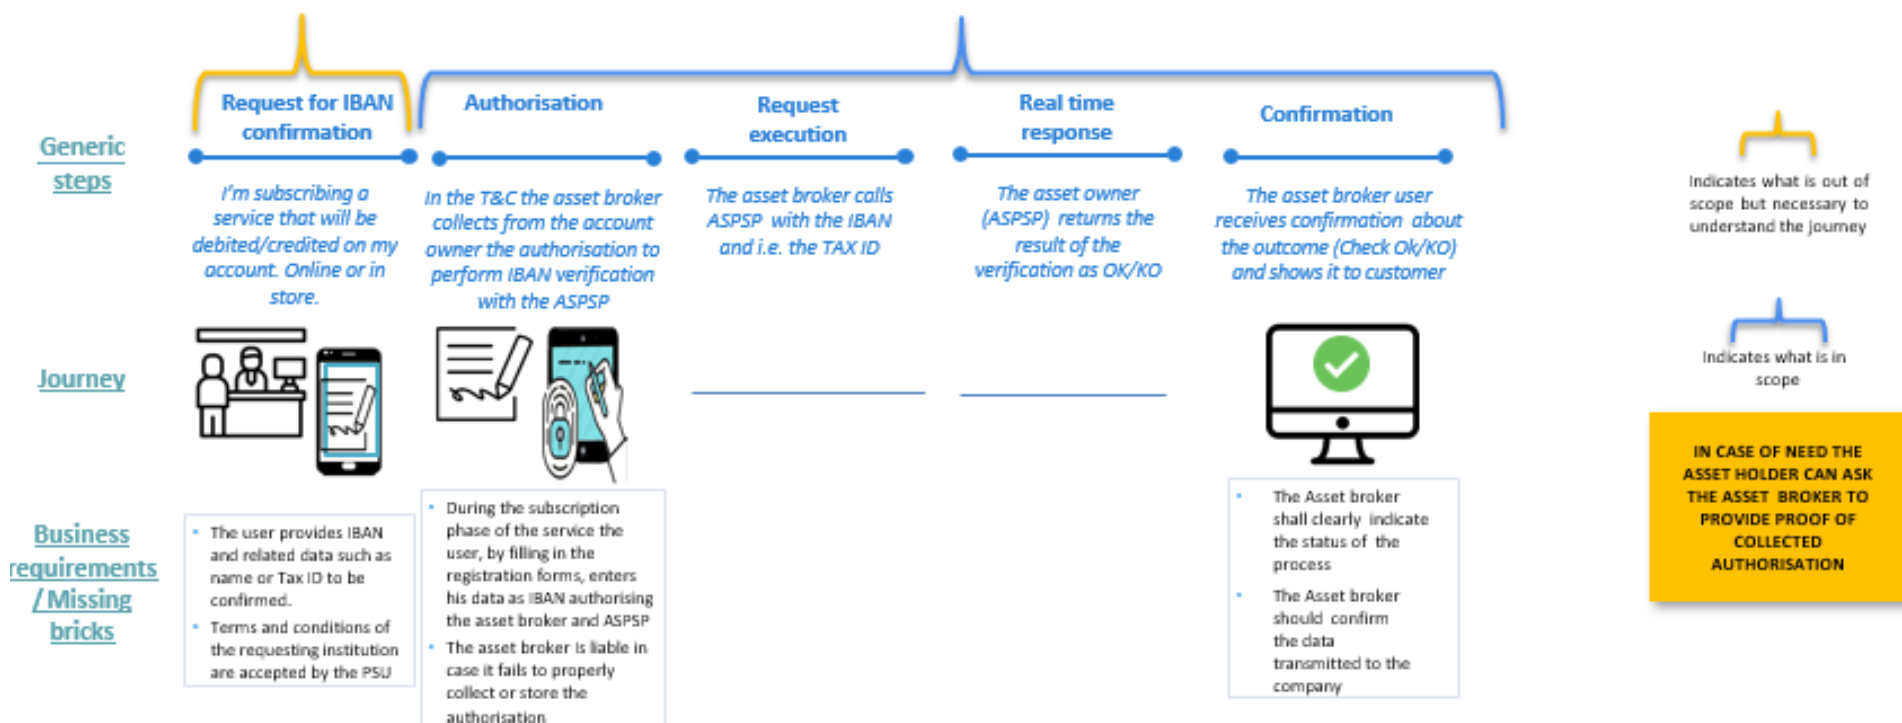 Generic
steps
Request for IBAN
confirmation
I'm subscribing a
service that will be
debited/credited on my
account. Online or in
store.
Authorisation
In the T&C the asset broker
collects from the account
owner the authorisation to
perform IBAN verification
with the ASPSP
Request
execution
The asset broker calls
ASPSP with the IBAN
and i.e. the TAX ID
Real time
response
The asset owner
(ASPSP) returns the
result of the
verification as OK/KO
Confirmation
The asset broker user
receives confirmation about
the outcome (Check Ok/KO)
and shows it to customer
Indicates what is out of
scope but necessary to
understand the journey
Indicates what is in
scope
Journey
Business
requirements
/ Missing
bricks
• The user provides IBAN
and related data such as
name or Tax ID to be
confirmed.
• Terms and conditions of
the requesting institution
are accepted by the PSU
• During the subscription
phase of the service the
user, by filling in the
registration forms, enters
his data as IBAN authorising
the asset broker and ASPSP
• The asset broker is liable in
case it fails to properly
collect or store the
authorisation
• The Asset broker
shall clearly indicate
the status of the
process
• The Asset broker
should confirm
the data
transmitted to the
company
IN CASE OF NEED THE
ASSET HOLDER CAN ASK
THE ASSET BROKER TO
PROVIDE PROOF OF
COLLECTED
AUTHORISATION